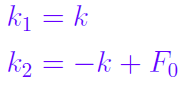 k₁ = k
k₂ = −k + F₀